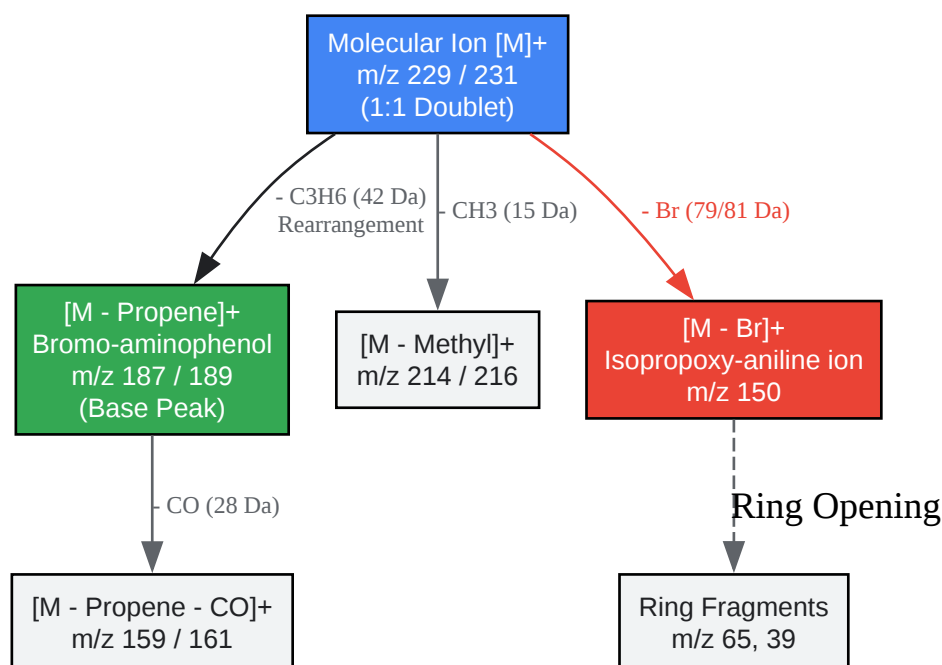 Molecular Ion [M]+
m/z 229 / 231
(1:1 Doublet)
- C3H6 (42 Da)
Rearrangement
- CH3 (15 Da)
- Br (79/81 Da)
[M - Propene]+
Bromo-aminophenol
m/z 187 / 189
(Base Peak)
[M - Methyl]+
m/z 214 / 216
[M - Br]+
Isopropoxy-aniline ion
m/z 150
- CO (28 Da)
Ring Opening
[M - Propene - CO]+
m/z 159 / 161
Ring Fragments
m/z 65, 39